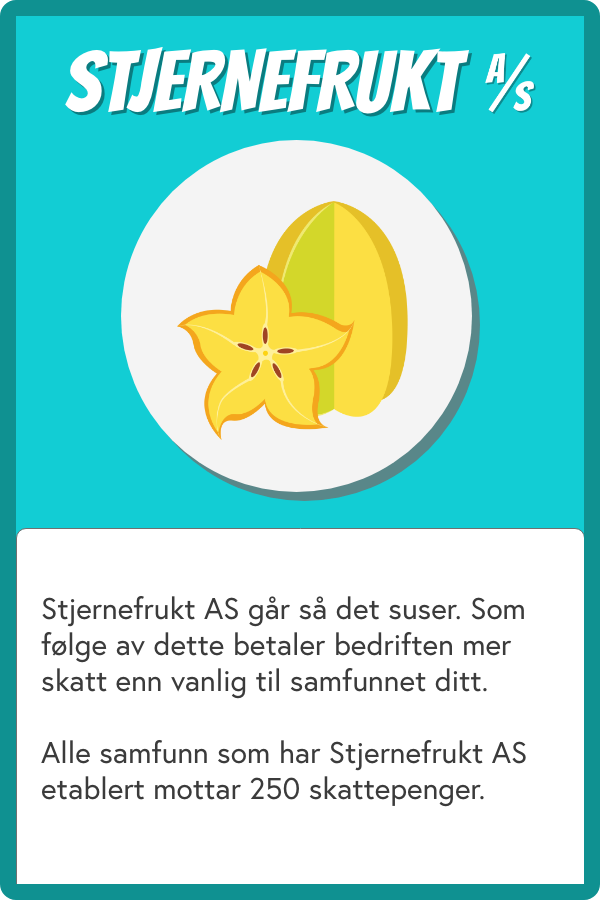 STJERNEFRUKT A/S
Stjernefrukt AS går så det suser. Som
følge av dette betaler bedriften mer
skatt enn vanlig til samfunnet ditt.
Alle samfunn som har Stjernefrukt AS
etablert mottar 250 skattepenger.